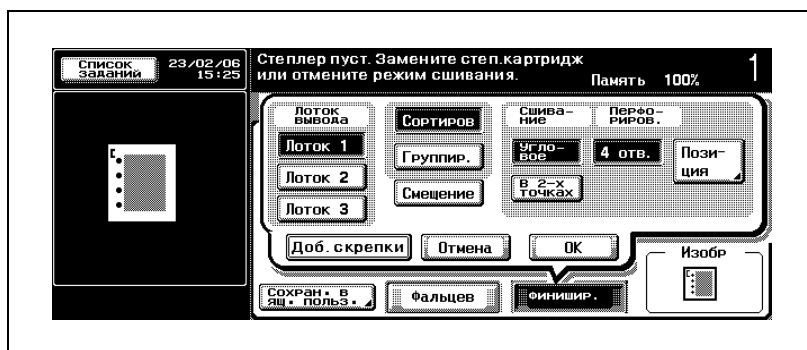 Список
заданий
23/02/06
15:25
Степлер пуст. Замените степ.картридж
или отмените режим сшивания.
Память 100%
1
Лоток
вывода
Лоток 1
Лоток 2
Лоток 3
Сортиров
Группир.
Смещение
Сшива-
ние
Угло-
вое
В 2-х
точках
Перфо-
риров.
4 отв.
Пози-
ция
Доб.скрепки
Отмена
OK
Изобр
Сохран. в
ящ. польз.
Фальцев
Финишир.